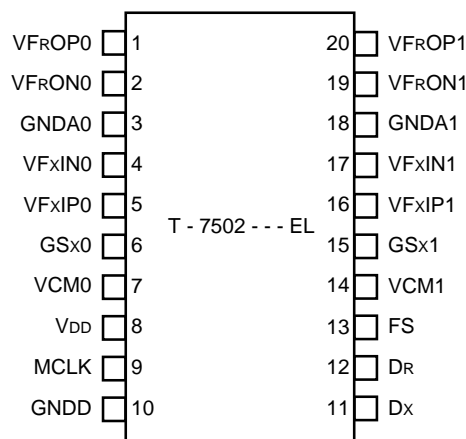 VFROP0 1 20 VFROP1
VFRON0 2 19 VFRON1
GNDA0 3 18 GNDA1
VFXIN0 4 17 VFXIN1
VFXIP0 5 16 VFXIP1
T - 7502 - - - EL
GSX0 6 15 GSX1
VCM0 7 14 VCM1
VDD 8 13 FS
MCLK 9 12 DR
GNDD 10 11 DX